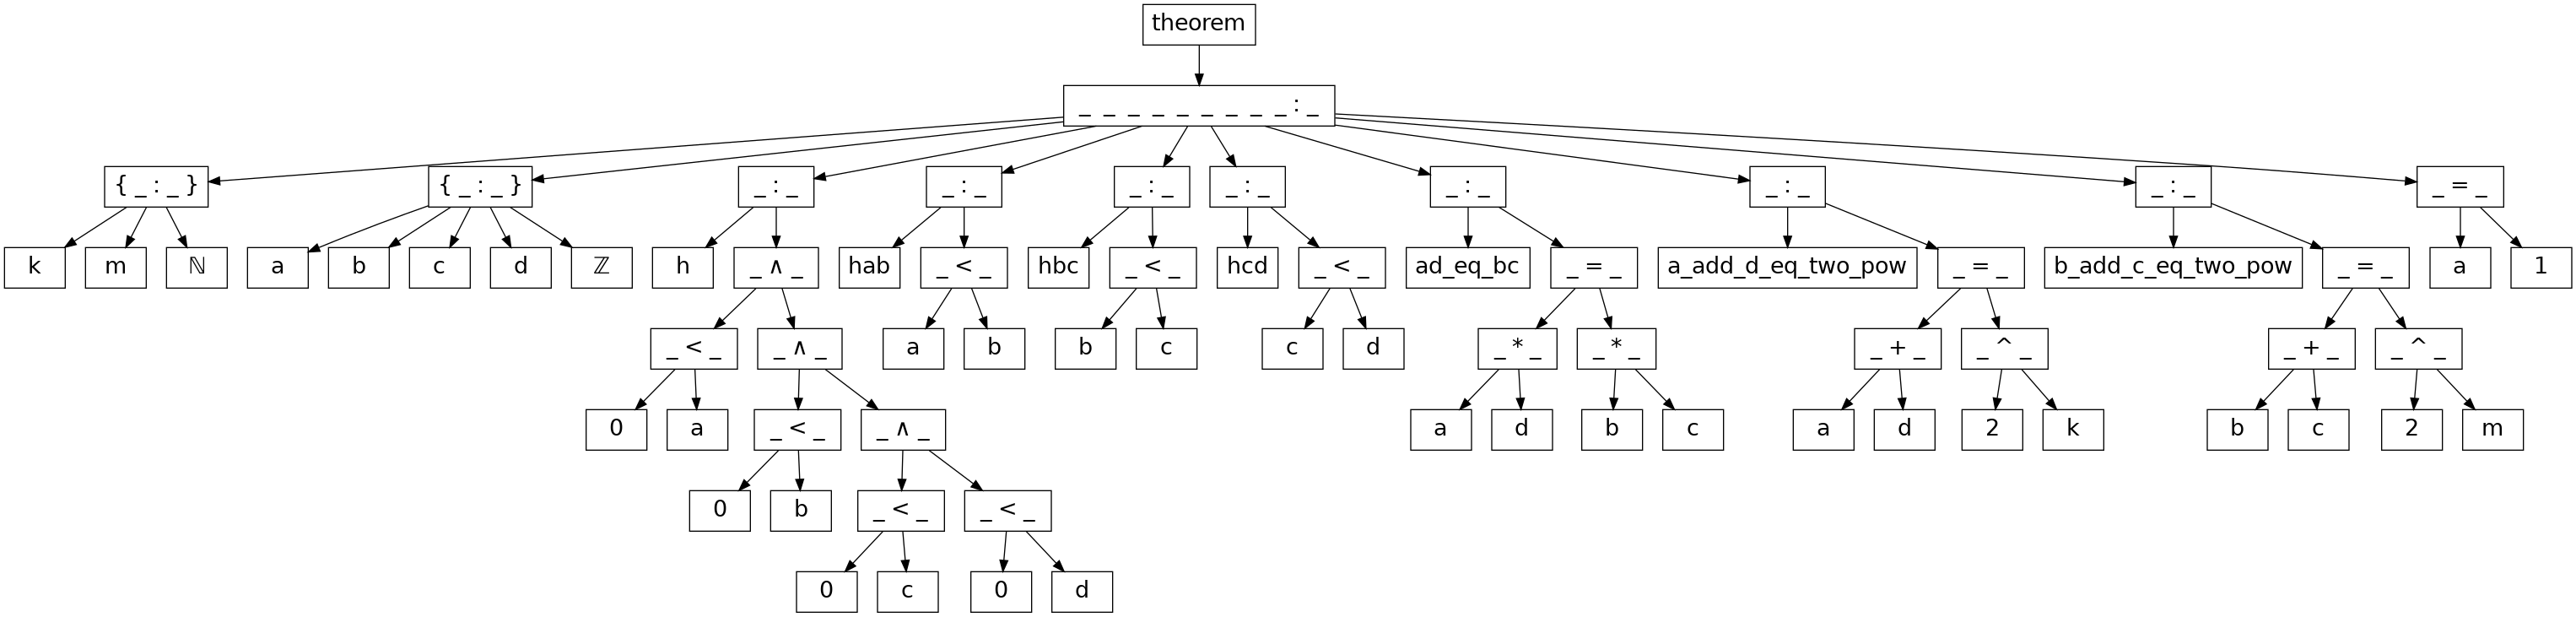 theorem
_ _ _ _ _ _ _ _ _ : _
{ _ : _ } { _ : _ } _ : _ _ : _ _ : _ _ : _ _ : _ _ : _ _ : _ _ = _
k m ℕ a b c d ℤ h _ ∧ _ hab _ < _ hbc _ < _ hcd _ < _ ad_eq_bc _ = _ a_add_d_eq_two_pow _ = _ b_add_c_eq_two_pow _ = _ a 1
_ < _ _ ∧ _ a b b c c d _ * _ _ * _ _ + _ _ ^ _ _ + _ _ ^ _
0 a _ < _ _ ∧ _ a d b c a d 2 k b c 2 m
0 b _ < _ _ < _
0 c 0 d